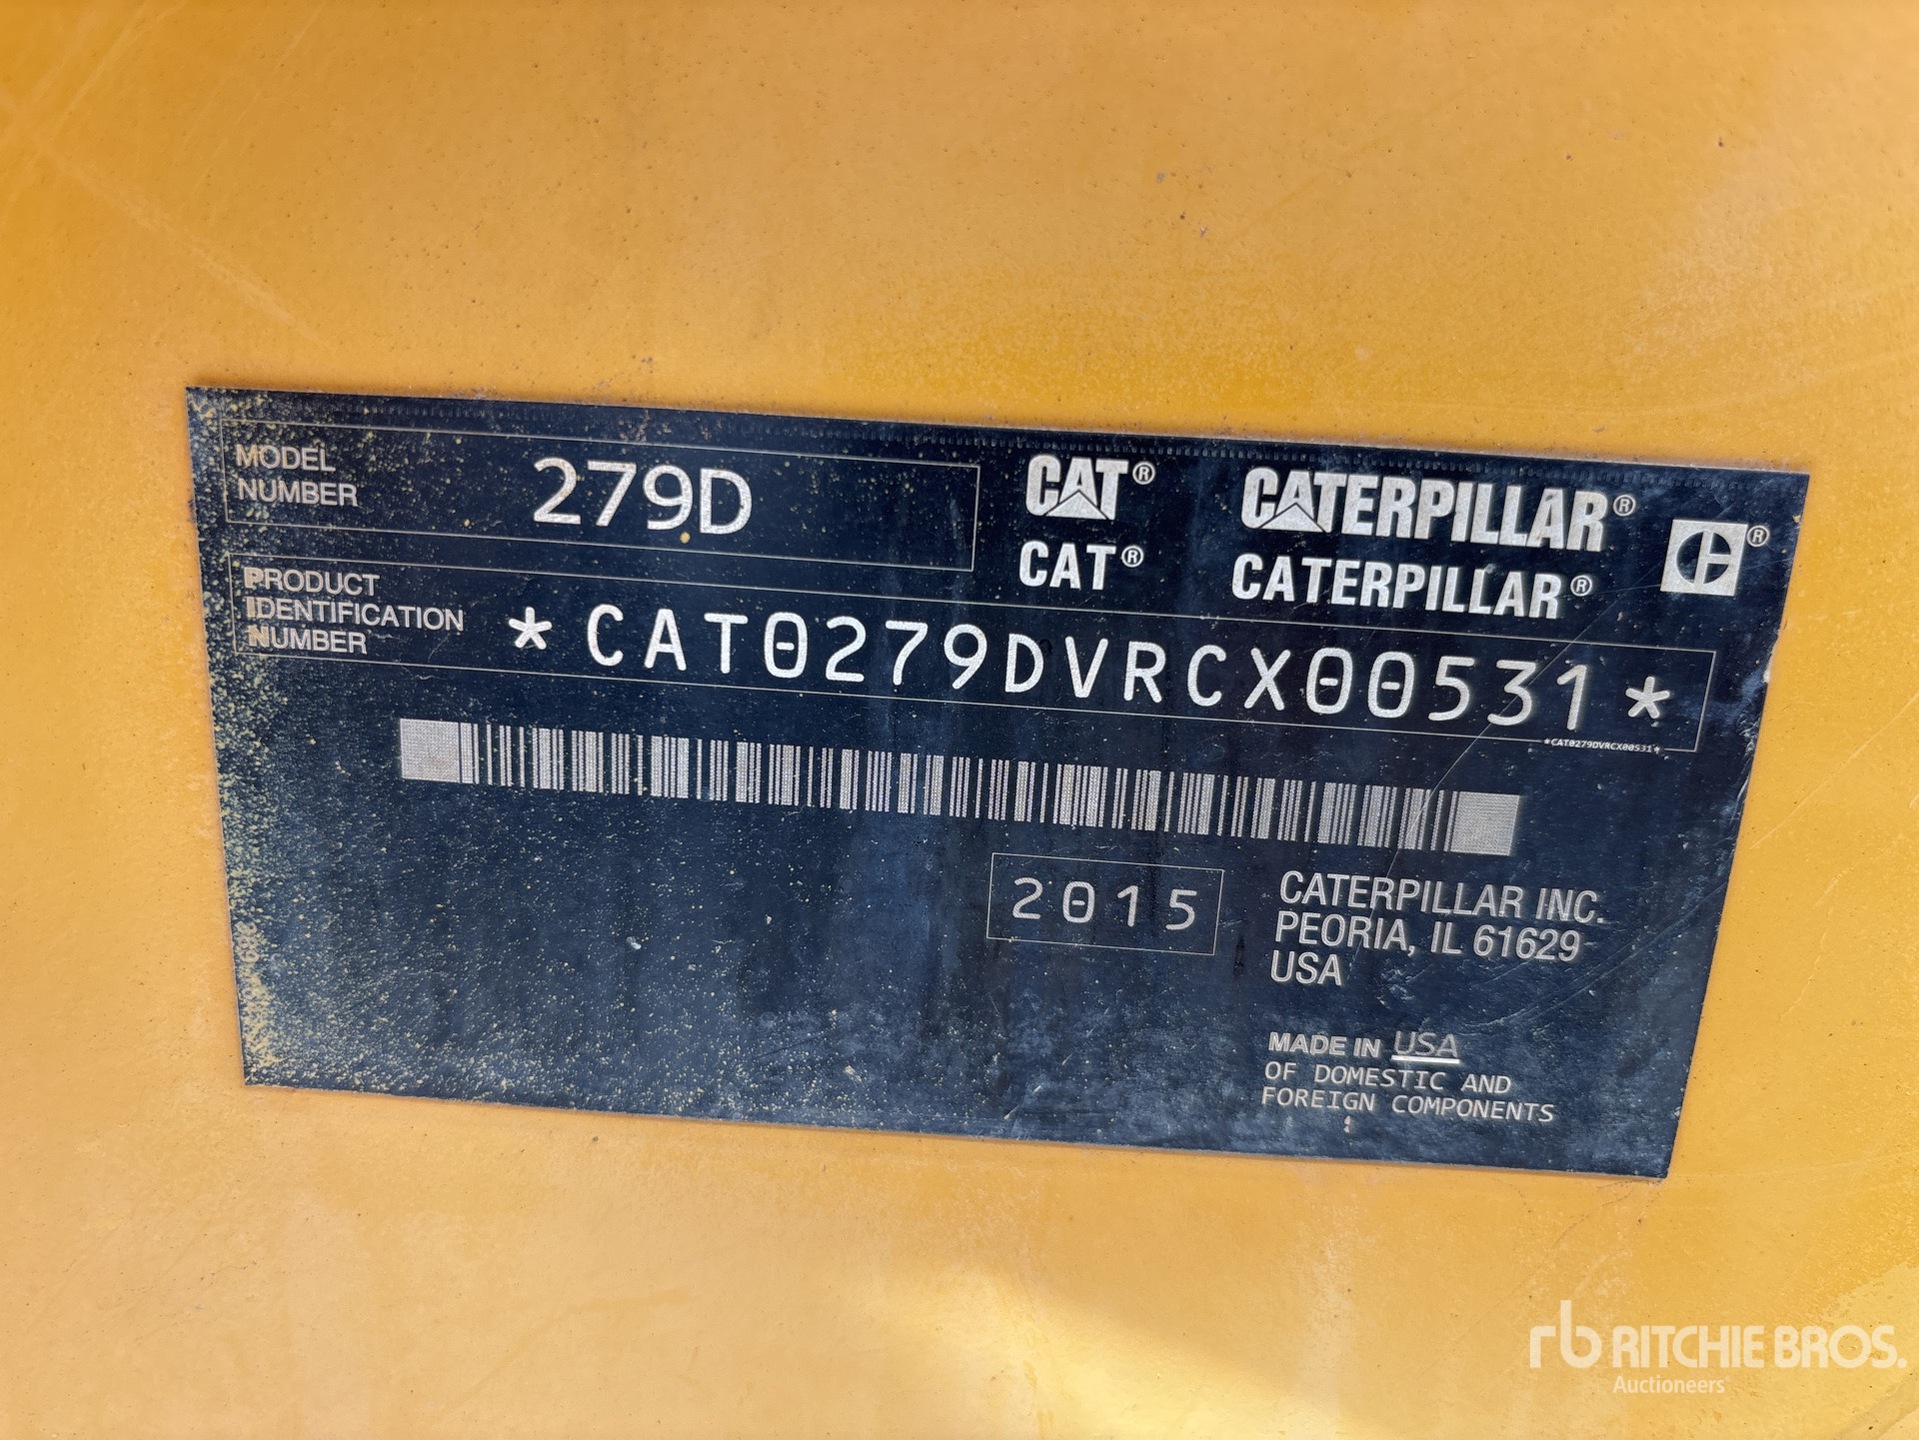 MODEL
NUMBER
279D
CAT® CATERPILLAR®
CAT® CATERPILLAR®
PRODUCT
IDENTIFICATION
NUMBER
*CAT0279DVRCX00531*
*CAT0279DVRCX00531*
2015
CATERPILLAR INC.
PEORIA, IL 61629
USA
MADE IN USA
OF DOMESTIC AND
FOREIGN COMPONENTS
rb RITCHIE BROS.
Auctioneers